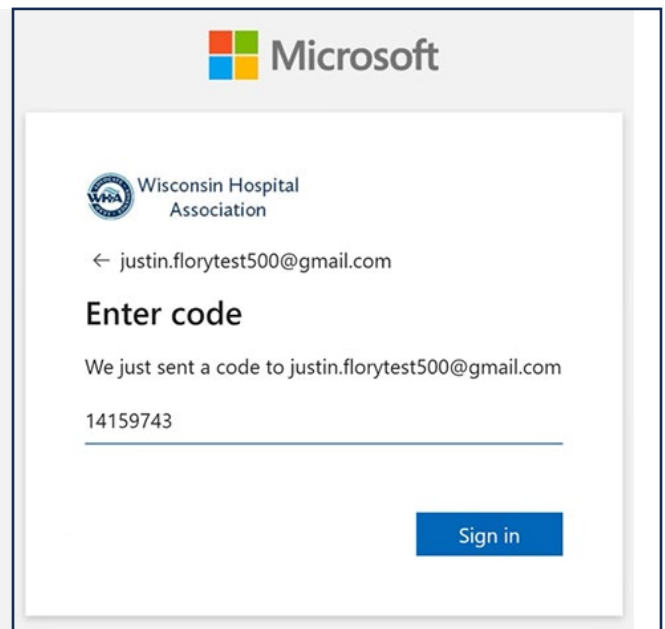 Microsoft
WHA
Wisconsin Hospital
Association
← justin.florytest500@gmail.com
Enter code
We just sent a code to justin.florytest500@gmail.com
14159743
Sign in